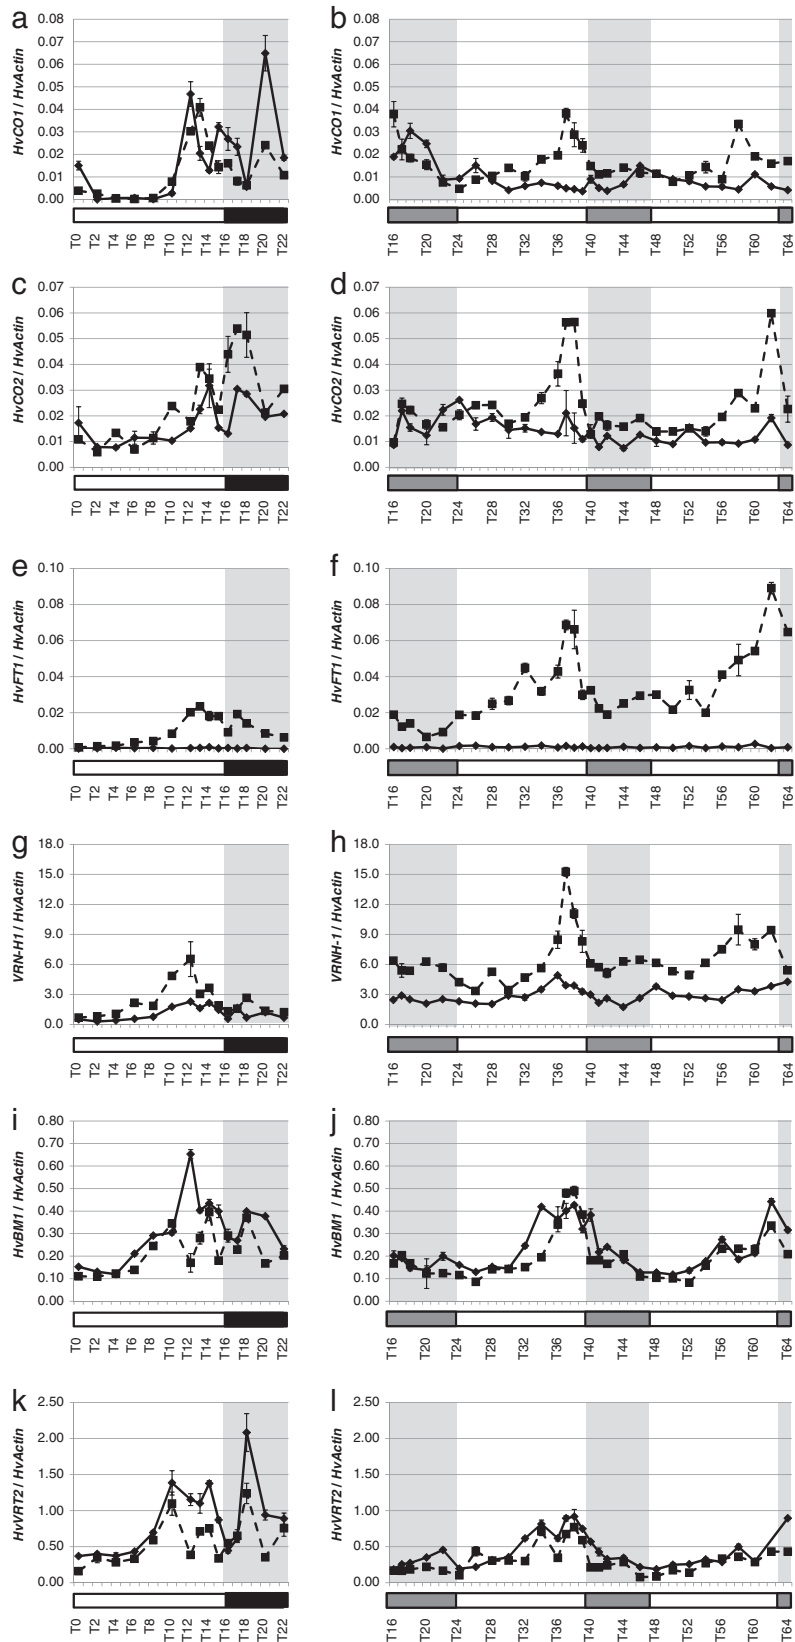 a
HvCO1 / HvActin
0.08
0.07
0.06
0.05
0.04
0.03
0.02
0.01
0.00
T0 T2 T4 T6 T8 T10 T12 T14 T16 T18 T20 T22
b
HvCO1 / HvActin
0.08
0.07
0.06
0.05
0.04
0.03
0.02
0.01
0.00
T16 T20 T24 T28 T32 T36 T40 T44 T48 T52 T56 T60 T64
c
HvCO2 / HvActin
0.07
0.06
0.05
0.04
0.03
0.02
0.01
0.00
T0 T2 T4 T6 T8 T10 T12 T14 T16 T18 T20 T22
d
HvCO2 / HvActin
0.07
0.06
0.05
0.04
0.03
0.02
0.01
0.00
T16 T20 T24 T28 T32 T36 T40 T44 T48 T52 T56 T60 T64
e
HvFT1 / HvActin
0.10
0.08
0.06
0.04
0.02
0.00
T0 T2 T4 T6 T8 T10 T12 T14 T16 T18 T20 T22
f
HvFT1 / HvActin
0.10
0.08
0.06
0.04
0.02
0.00
T16 T20 T24 T28 T32 T36 T40 T44 T48 T52 T56 T60 T64
g
VRN-H1 / HvActin
18.0
15.0
12.0
9.0
6.0
3.0
0.0
T0 T2 T4 T6 T8 T10 T12 T14 T16 T18 T20 T22
h
VRNH-1 / HvActin
18.0
15.0
12.0
9.0
6.0
3.0
0.0
T16 T20 T24 T28 T32 T36 T40 T44 T48 T52 T56 T60 T64
i
HvBM1 / HvActin
0.80
0.70
0.60
0.50
0.40
0.30
0.20
0.10
0.00
T0 T2 T4 T6 T8 T10 T12 T14 T16 T18 T20 T22
j
HvBM1 / HvActin
0.80
0.70
0.60
0.50
0.40
0.30
0.20
0.10
0.00
T16 T20 T24 T28 T32 T36 T40 T44 T48 T52 T56 T60 T64
k
HvVRT2 / HvActin
2.50
2.00
1.50
1.00
0.50
0.00
T0 T2 T4 T6 T8 T10 T12 T14 T16 T18 T20 T22
l
HvVRT2 / HvActin
2.50
2.00
1.50
1.00
0.50
0.00
T16 T20 T24 T28 T32 T36 T40 T44 T48 T52 T56 T60 T64